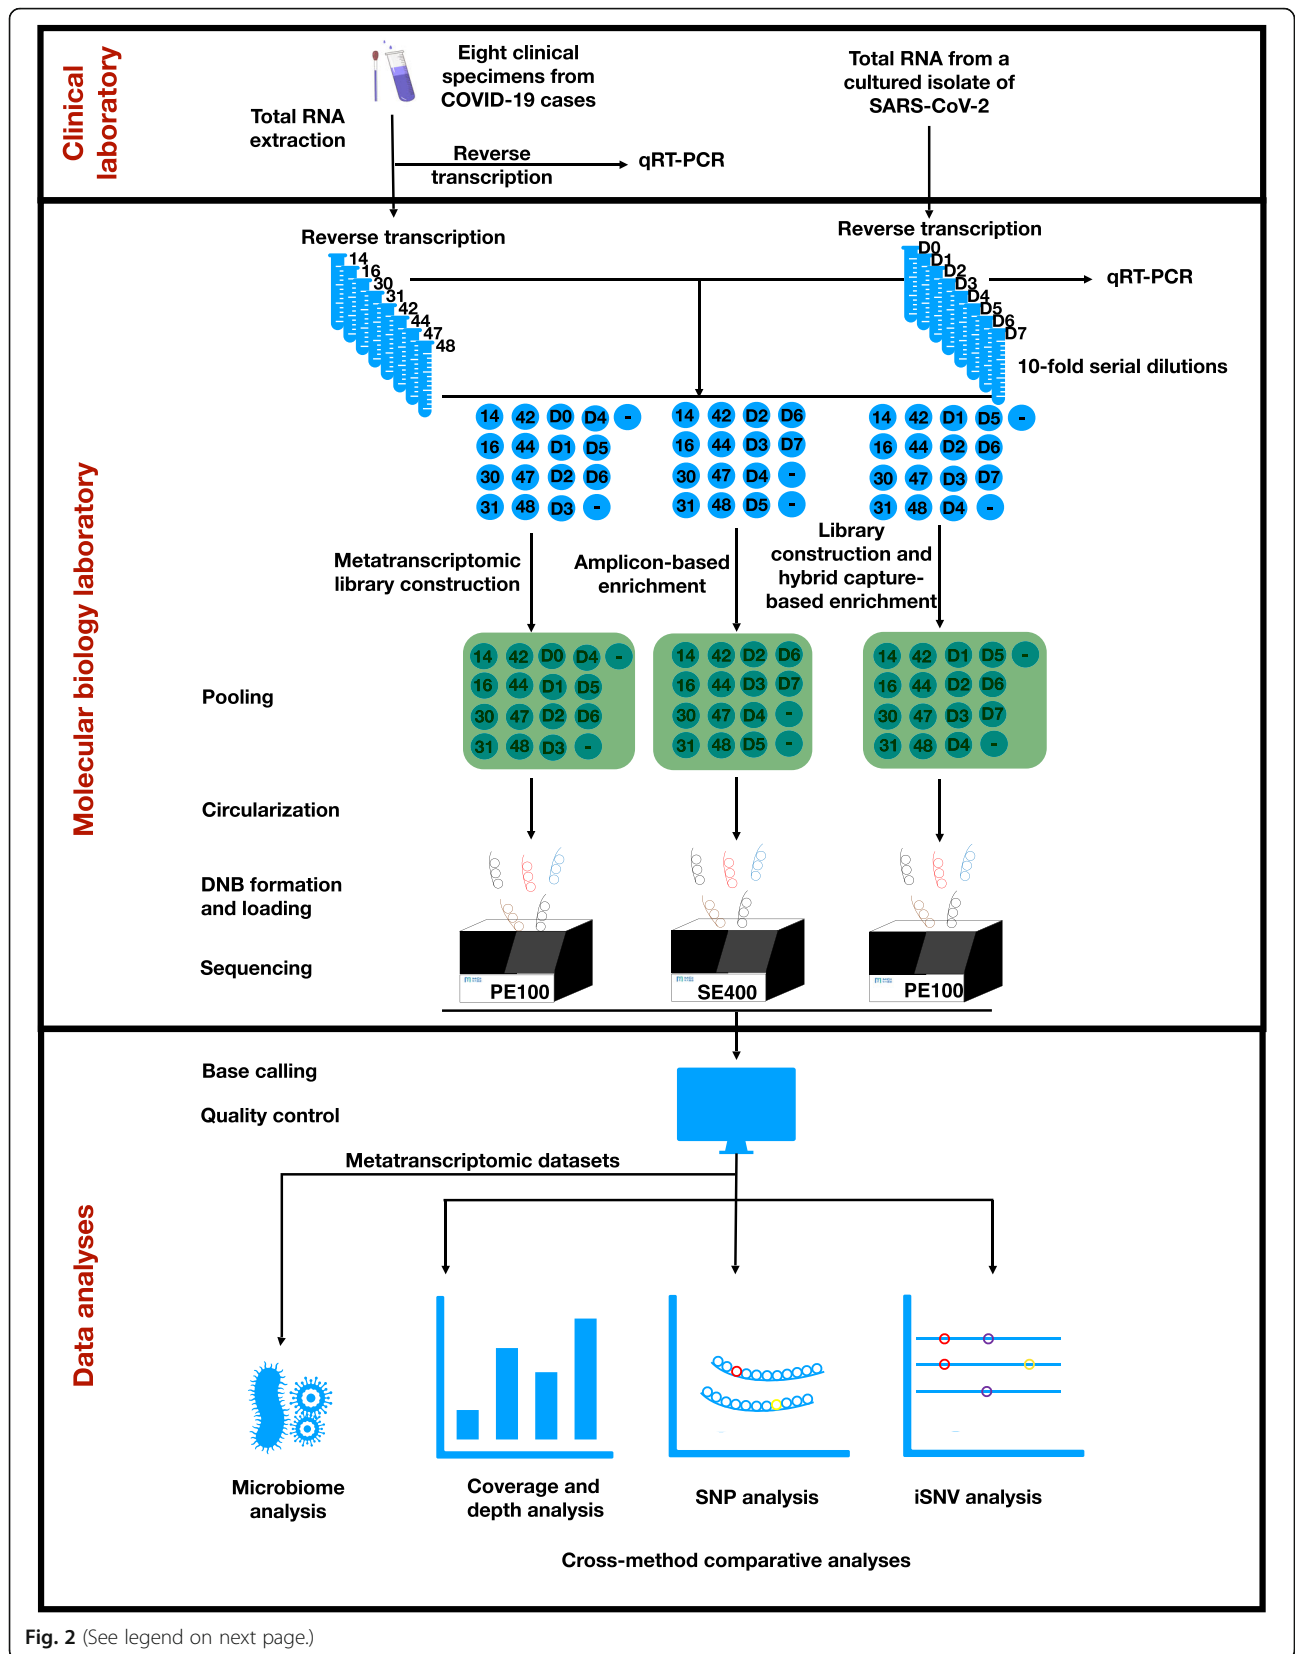 Clinical
laboratory
Eight clinical
specimens from
COVID-19 cases
Total RNA from a
cultured isolate of
SARS-CoV-2
Total RNA
extraction
Reverse
transcription
qRT-PCR
Molecular biology laboratory
Reverse transcription
14
16
30
31
42
44
47
48
Reverse transcription
D0
D1
D2
D3
D4
D5
D6
D7
qRT-PCR
10-fold serial dilutions
14 42 D0 D4 -
16 44 D1 D5
30 47 D2 D6
31 48 D3 -
14 42 D2 D6
16 44 D3 D7
30 47 D4 -
31 48 D5 -
14 42 D1 D5 -
16 44 D2 D6
30 47 D3 D7
31 48 D4 -
Metatranscriptomic
library construction
Amplicon-based
enrichment
Library
construction and
hybrid capture-
based enrichment
Pooling
14 42 D0 D4 -
16 44 D1 D5
30 47 D2 D6
31 48 D3 -
14 42 D2 D6
16 44 D3 D7
30 47 D4 -
31 48 D5 -
14 42 D1 D5 -
16 44 D2 D6
30 47 D3 D7
31 48 D4 -
Circularization
DNB formation
and loading
Sequencing
PE100
SE400
PE100
Data analyses
Base calling
Quality control
Metatranscriptomic datasets
Microbiome
analysis
Coverage and
depth analysis
SNP analysis
iSNV analysis
Cross-method comparative analyses
Fig. 2 (See legend on next page.)